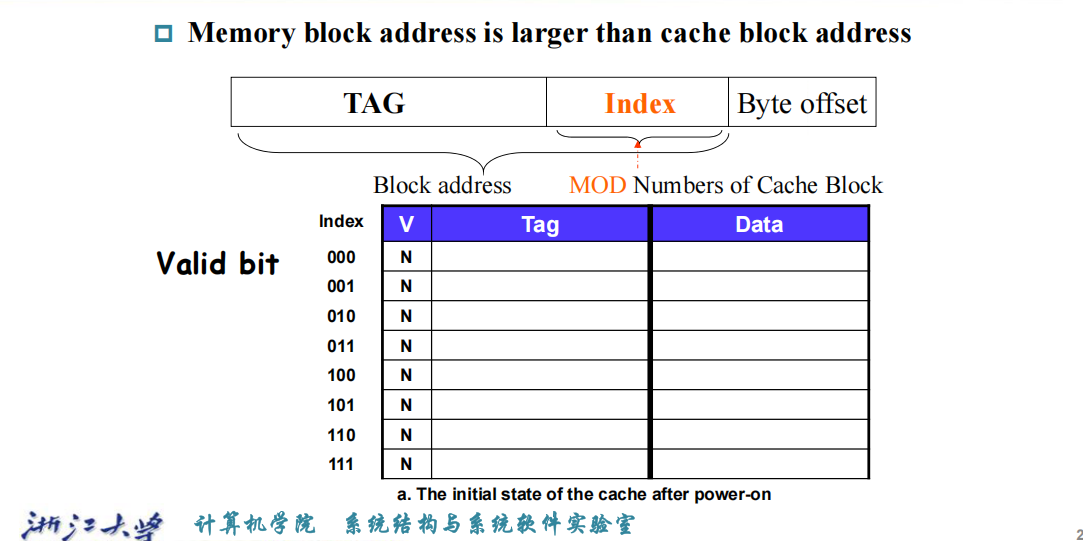 Memory block address is larger than cache block address
TAG Index Byte offset
Block address MOD Numbers of Cache Block
Index V Tag Data
Valid bit
000 N
001 N
010 N
011 N
100 N
101 N
110 N
111 N
a. The initial state of the cache after power-on
浙江大学 计算机学院 系统结构与系统软件实验室
2